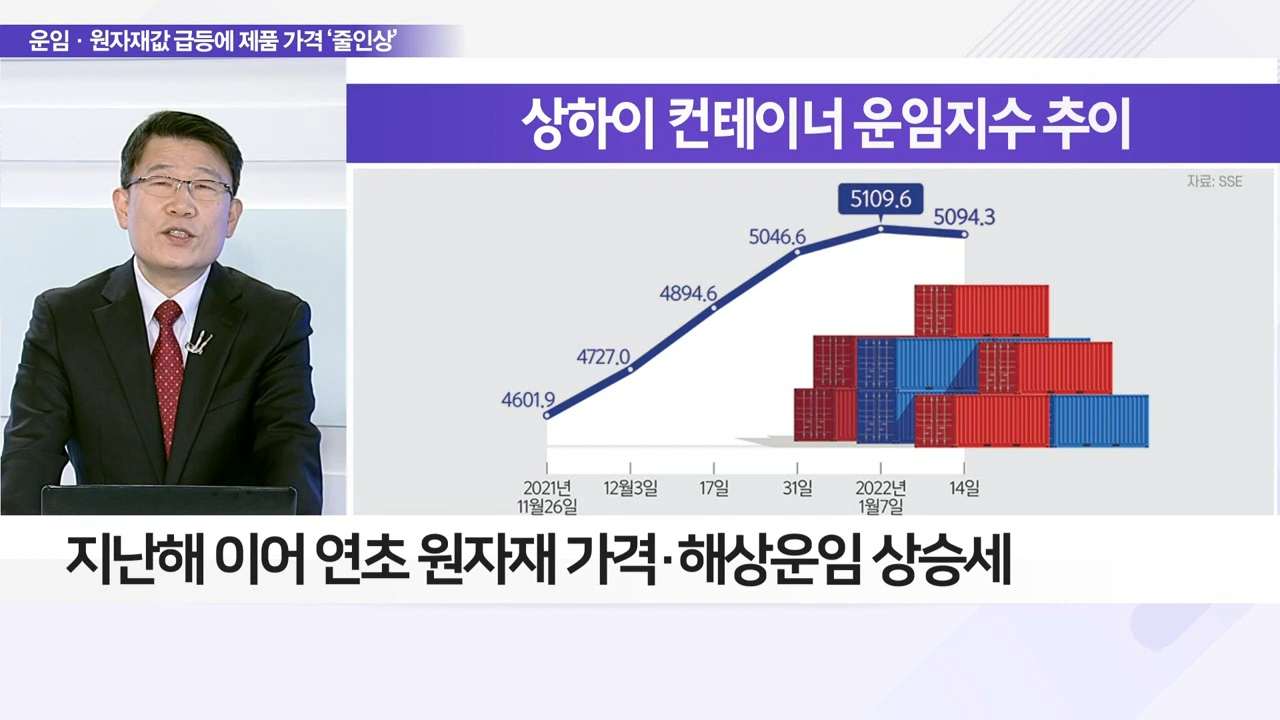 운임 · 원자재값 급등에 제품 가격 ‘줄인상’
상하이 컨테이너 운임지수 추이
자료: SSE
5109.6
5094.3
5046.6
4894.6
4727.0
4601.9
2021년
11월26일
12월3일
17일
31일
2022년
1월7일
14일
지난해 이어 연초 원자재 가격·해상운임 상승세